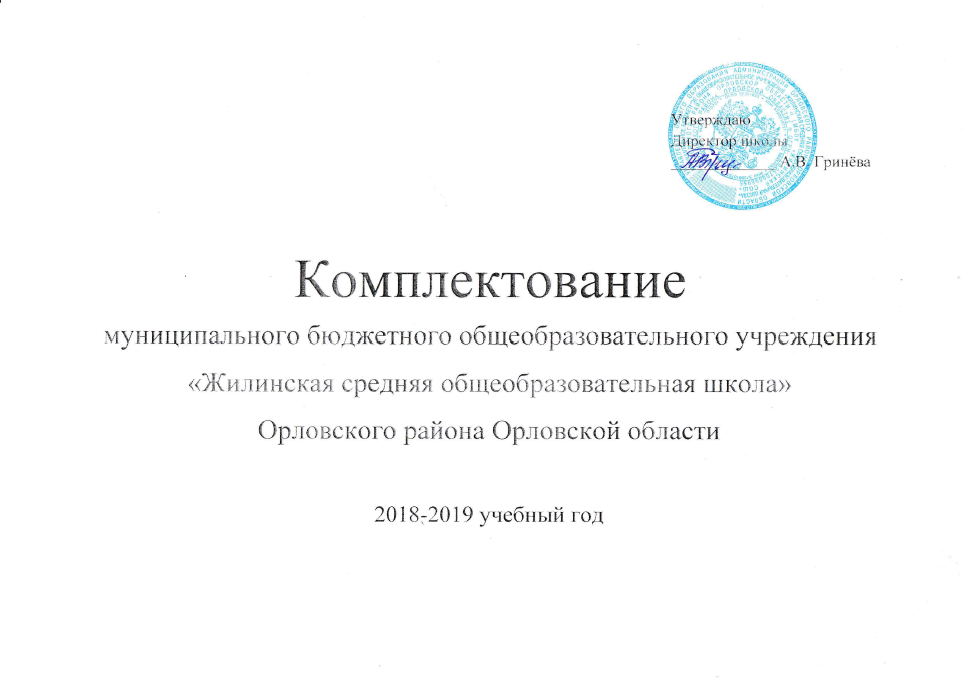 Утверждаю
Директор школы
А.В. Гринёва
Комплектование
муниципального бюджетного общеобразовательного учреждения
«Жилинская средняя общеобразовательная школа»
Орловского района Орловской области
2018-2019 учебный год